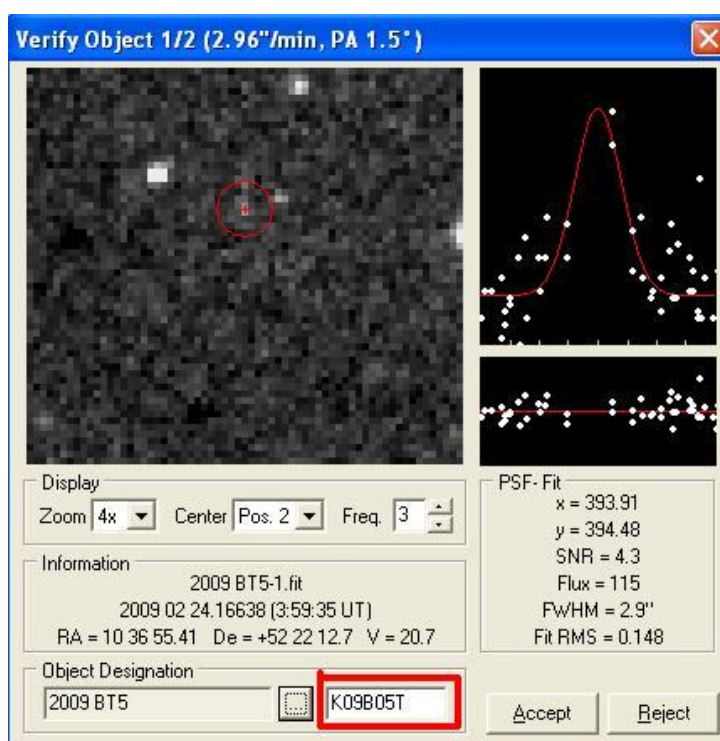 Verify Object 1/2 (2.96"/min, PA 1.5°)
Display
Zoom 4x Center Pos. 2 Freq. 3
Information
2009 BT5-1.fit
2009 02 24.16638 (3:59:35 UT)
RA = 10 36 55.41 De = +52 22 12.7 V = 20.7
Object Designation
2009 BT5 ... K09B05T
PSF- Fit
x = 393.91
y = 394.48
SNR = 4.3
Flux = 115
FWHM = 2.9"
Fit RMS = 0.148
Accept Reject